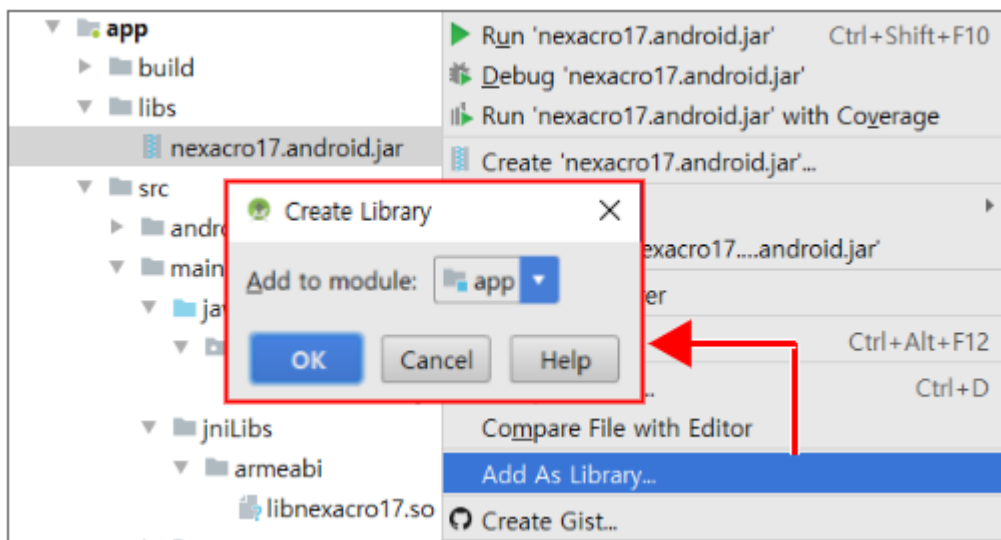 app
build
libs
nexacro17.android.jar
src
andr
main
ja
jniLibs
armeabi
libnexacro17.so
Run 'nexacro17.android.jar' Ctrl+Shift+F10
Debug 'nexacro17.android.jar'
Run 'nexacro17.android.jar' with Coverage
Create 'nexacro17.android.jar'...
exacro17....android.jar'
er
Ctrl+Alt+F12
.. Ctrl+D
Compare File with Editor
Add As Library...
Create Gist...
Create Library
Add to module: app
OK Cancel Help